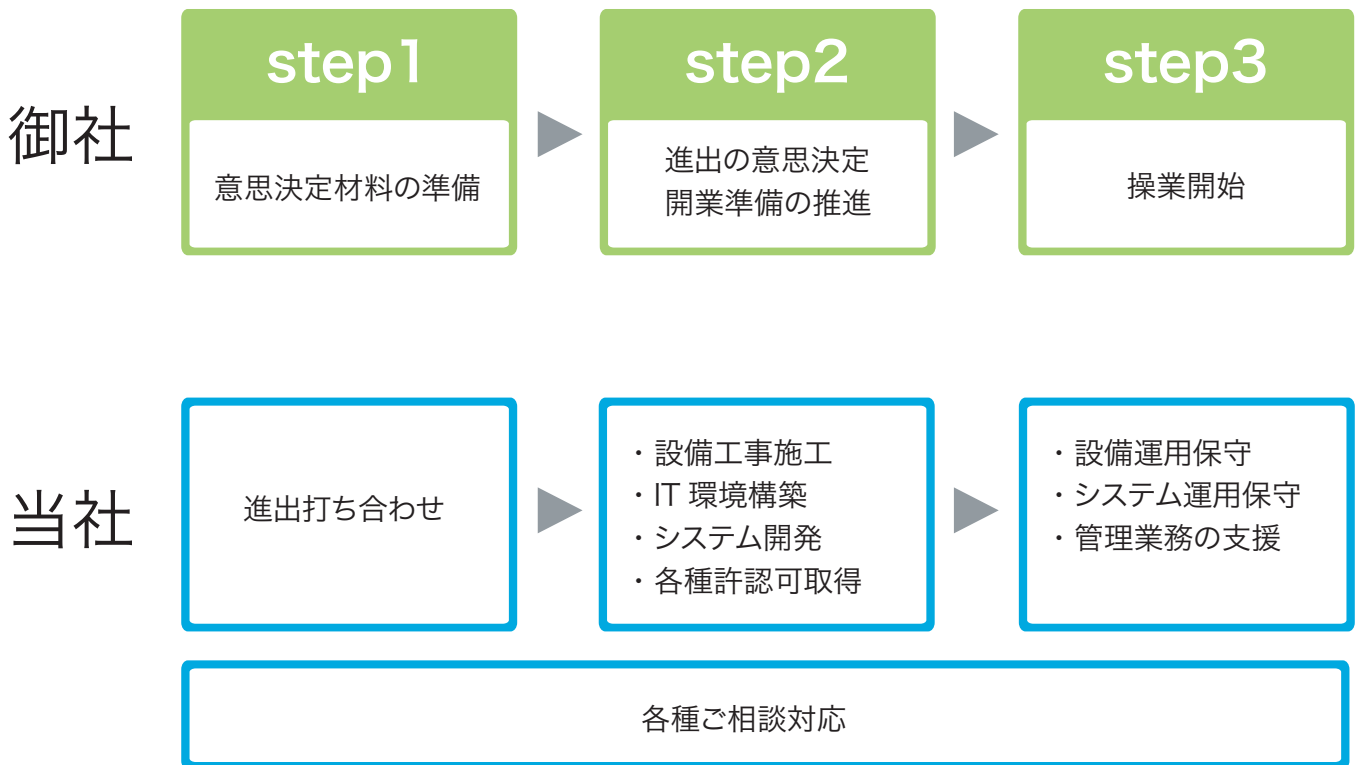 御社
step1
意思決定材料の準備
step2
進出の意思決定
開業準備の推進
step3
操業開始
当社
進出打ち合わせ
・設備工事施工
・IT 環境構築
・システム開発
・各種許認可取得
・設備運用保守
・システム運用保守
・管理業務の支援
各種ご相談対応